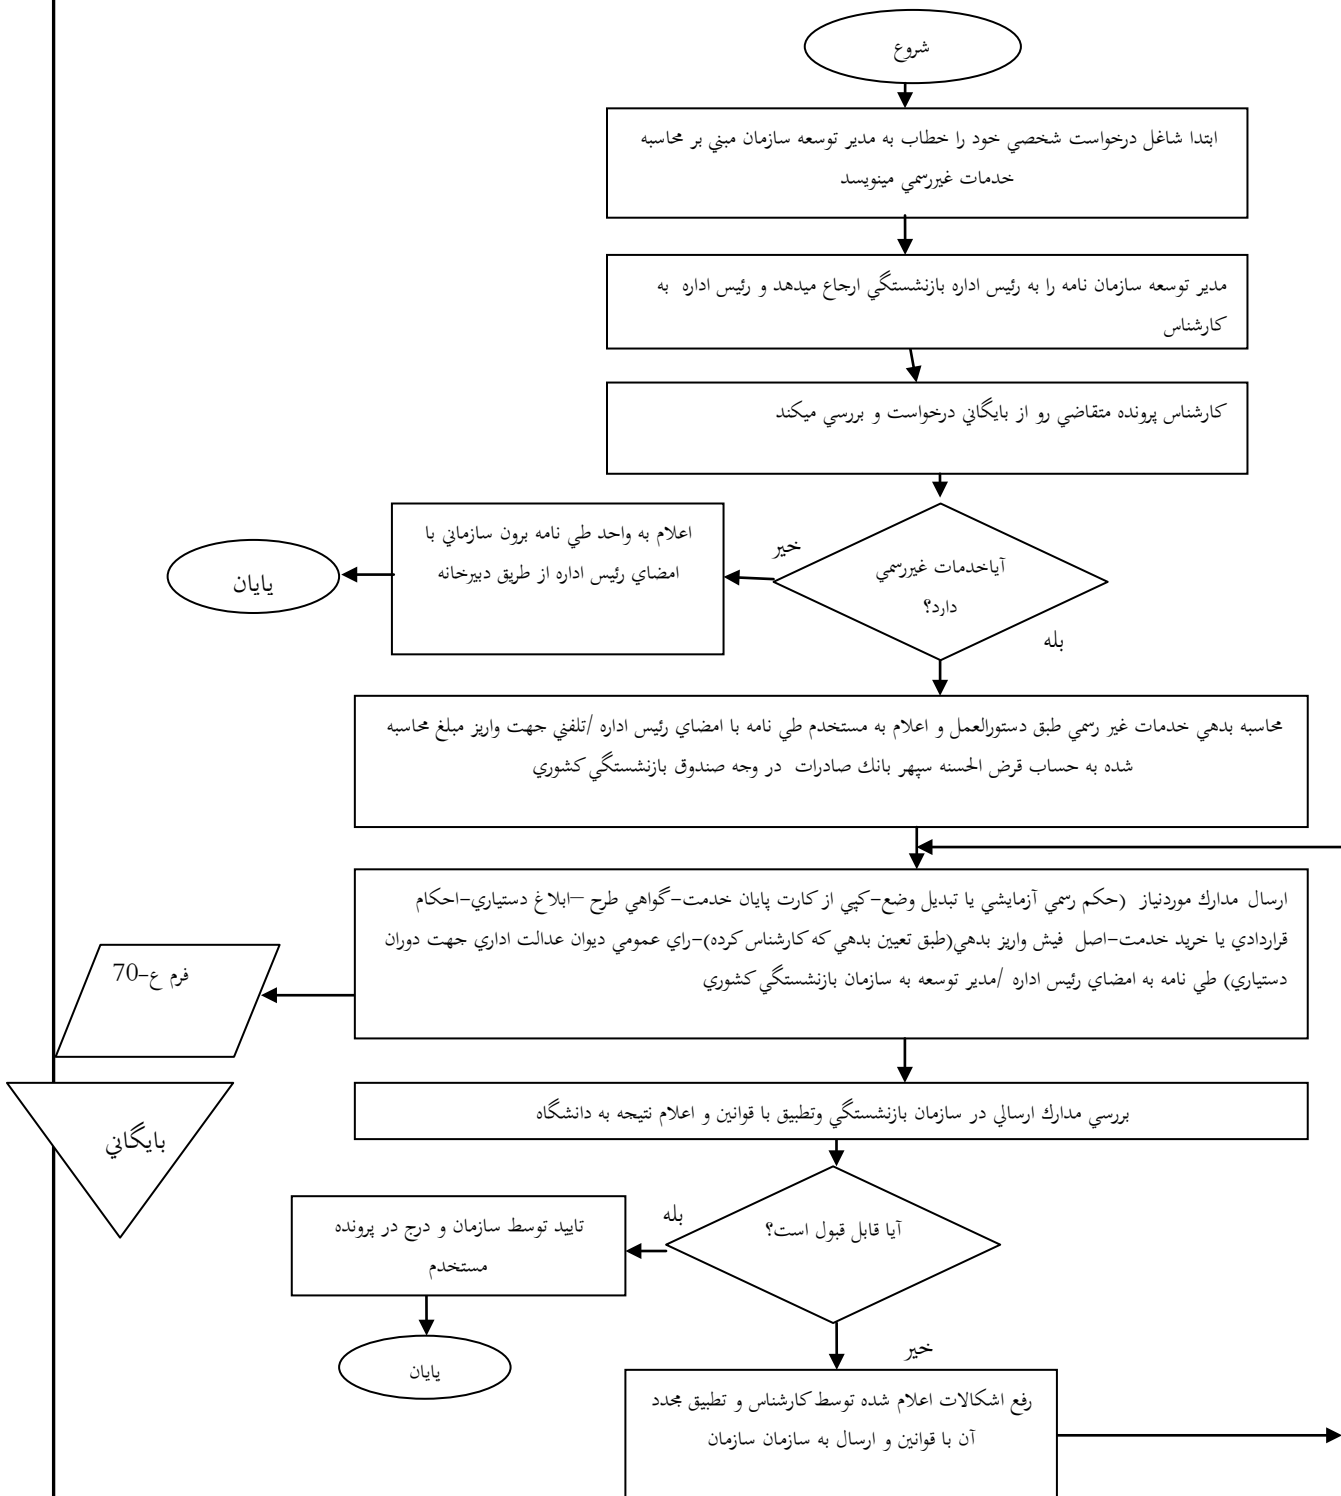 شروع
ابتدا شاغل درخواست شخصي خود را خطاب به مدير توسعه سازمان مبني بر محاسبه
خدمات غيررسمي مينويسد
مدير توسعه سازمان نامه را به رئيس اداره بازنشستگي ارجاع ميدهد و رئيس اداره به
كارشناس
كارشناس پرونده متقاضي رو از بايگاني درخواست و بررسي ميكند
آياخدمات غيررسمي
دارد؟
خير
بله
اعلام به واحد طي نامه برون سازماني با
امضاي رئيس اداره از طريق دبيرخانه
پايان
محاسبه بدهي خدمات غير رسمي طبق دستورالعمل و اعلام به مستخدم طي نامه با امضاي رئيس اداره /تلفني جهت واريز مبلغ محاسبه
شده به حساب قرض الحسنه سپهر بانك صادرات در وجه صندوق بازنشستگي كشوري
ارسال مدارك موردنياز (حكم رسمي آزمايشي يا تبديل وضع-كپي از كارت پايان خدمت-گواهي طرح –ابلاغ دستياري-احكام
قراردادي يا خريد خدمت-اصل فيش واريز بدهي(طبق تعيين بدهي كه كارشناس كرده)-راي عمومي ديوان عدالت اداري جهت دوران
دستياري) طي نامه به امضاي رئيس اداره /مدير توسعه به سازمان بازنشستگي كشوري
فرم ع-70
بايگاني
بررسي مدارك ارسالي در سازمان بازنشستگي وتطبيق با قوانين و اعلام نتيجه به دانشگاه
آيا قابل قبول است؟
بله
خير
تاييد توسط سازمان و درج در پرونده
مستخدم
پايان
رفع اشكالات اعلام شده توسط كارشناس و تطبيق مجدد
آن با قوانين و ارسال به سازمان سازمان